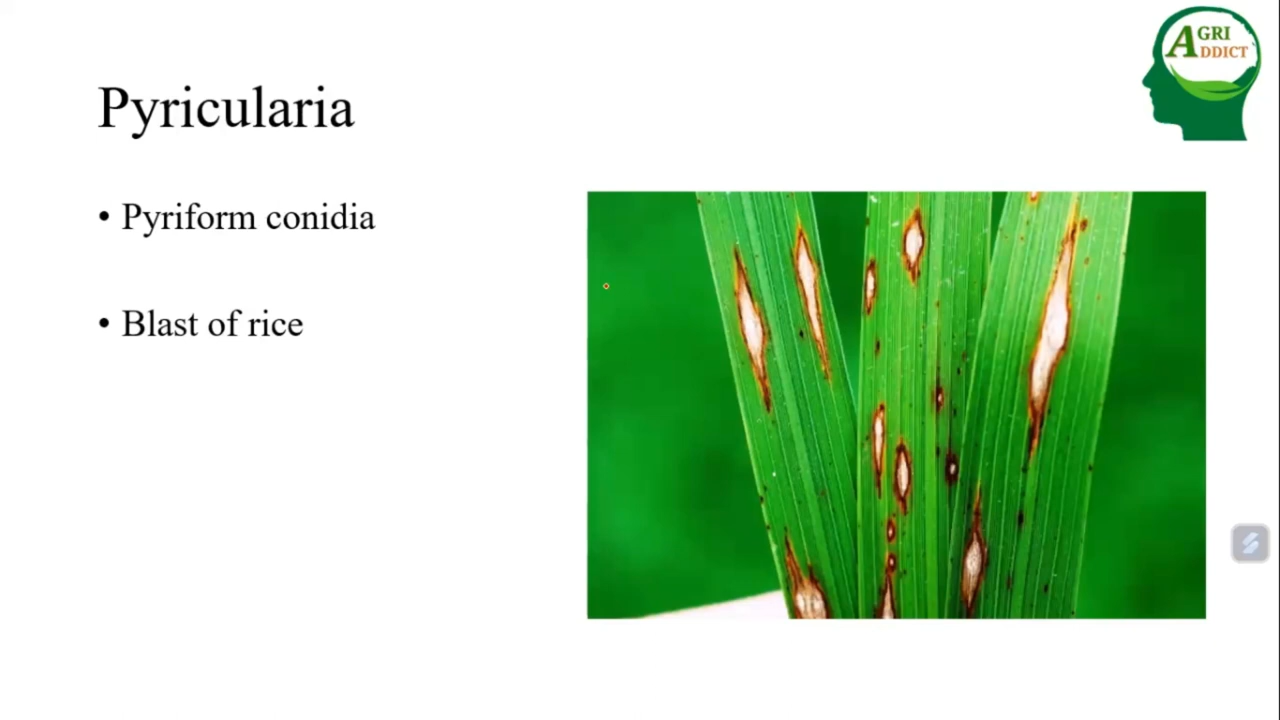 AGRI
ADDICT
Pyricularia
• Pyriform conidia
• Blast of rice